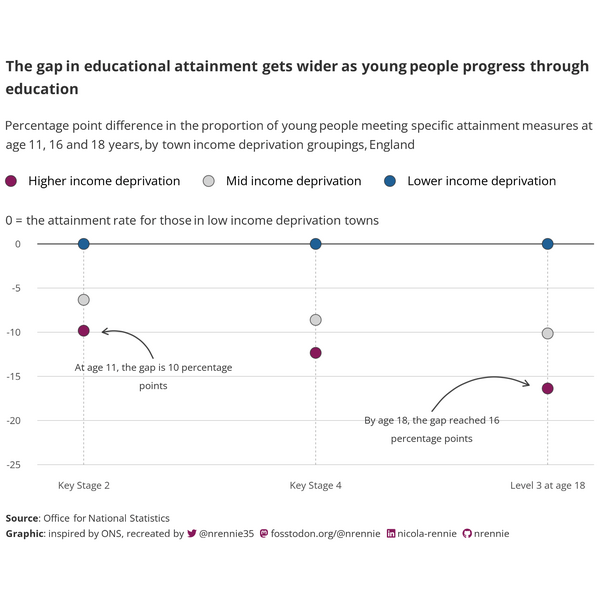 The gap in educational attainment gets wider as young people progress through
education
Percentage point difference in the proportion of young people meeting specific attainment measures at
age 11, 16 and 18 years, by town income deprivation groupings, England
Higher income deprivation Mid income deprivation Lower income deprivation
0 = the attainment rate for those in low income deprivation towns
0
-5
-10
At age 11, the gap is 10 percentage
points
-15
By age 18, the gap reached 16
percentage points
-20
-25
Key Stage 2 Key Stage 4 Level 3 at age 18
Source: Office for National Statistics
Graphic: inspired by ONS, recreated by @nrennie35 fosstodon.org/@nrennie nicola-rennie nrennie